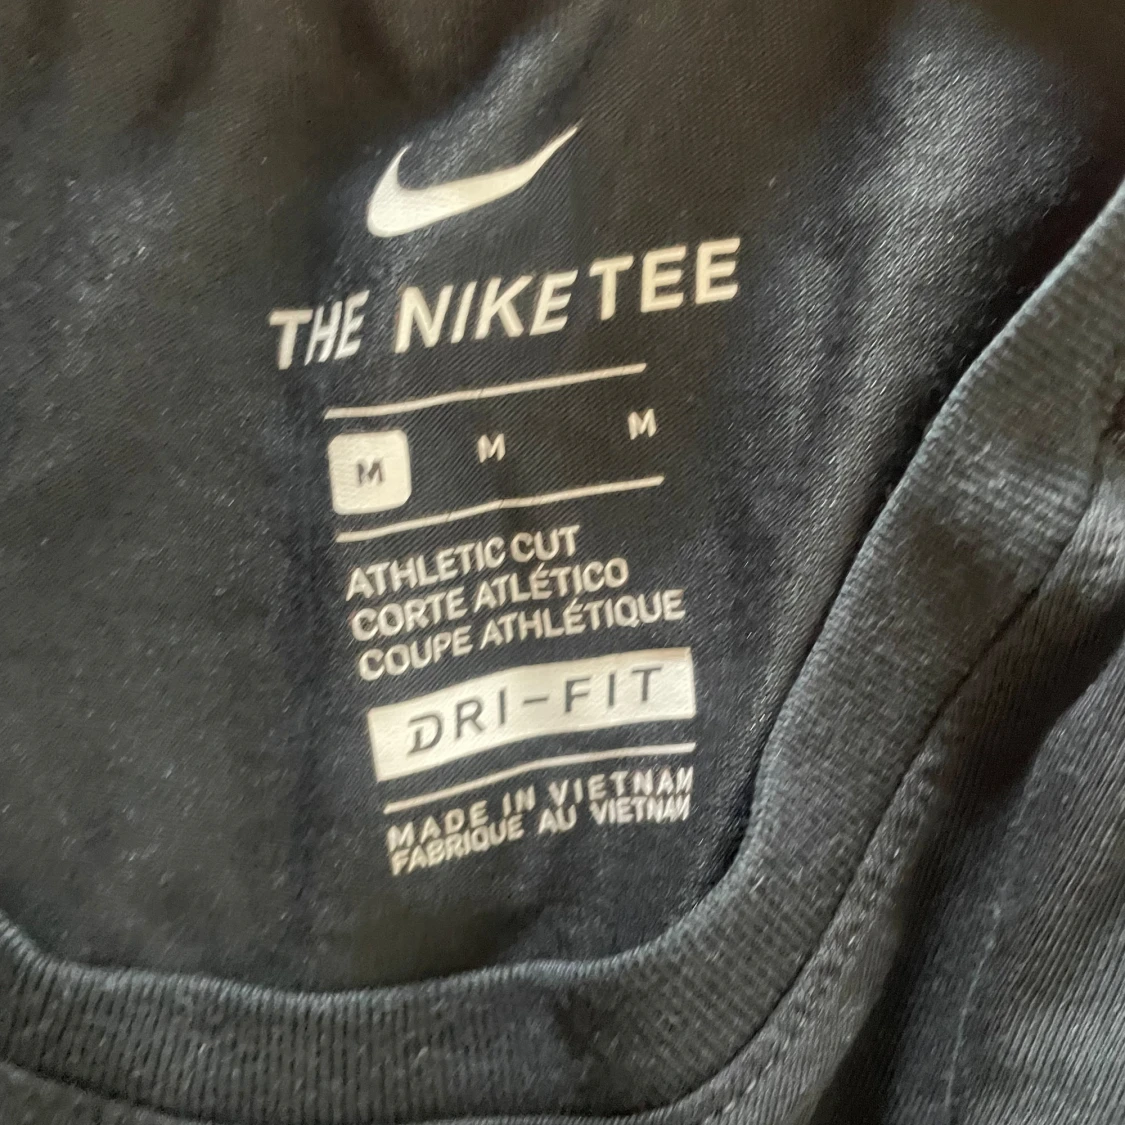 THE NIKE TEE
M M M
ATHLETIC CUT
CORTE ATLÉTICO
COUPE ATHLÉTIQUE
DRI-FIT
MADE IN VIETNAM
FABRIQUE AU VIETNAM